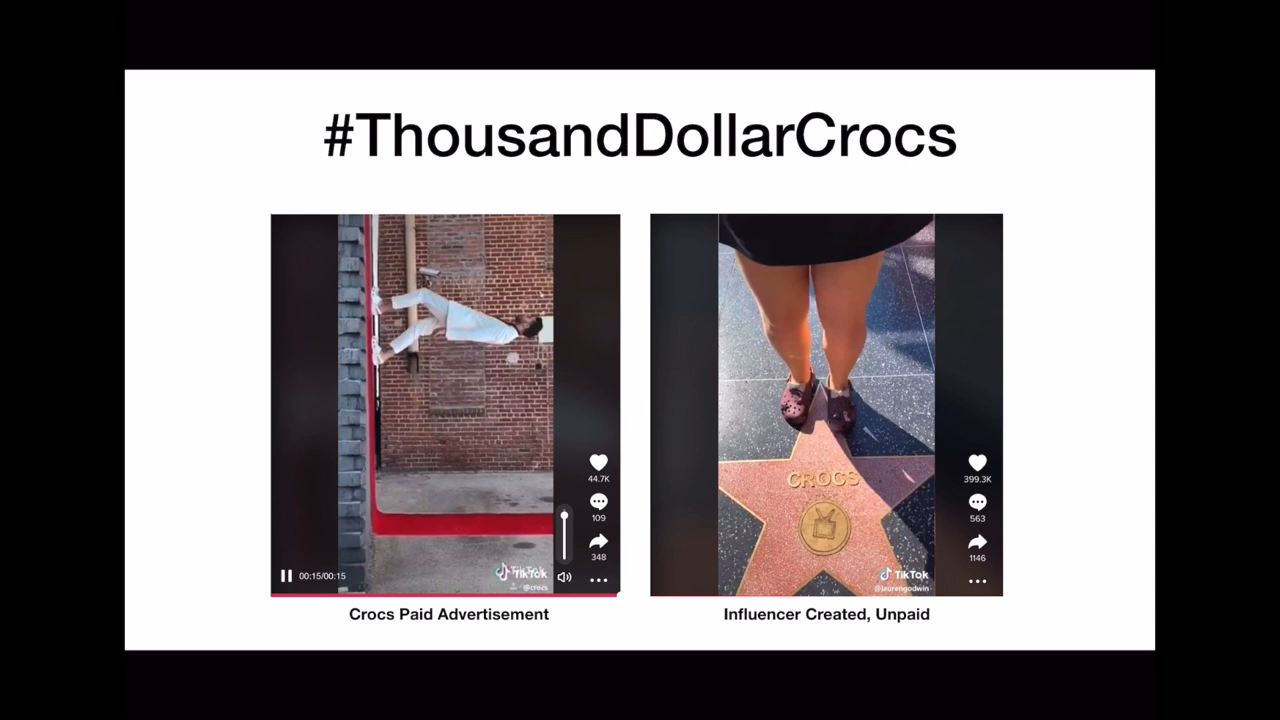 #ThousandDollarCrocs
44.7K
109
348
00:15/00:15
TikTok
@crocs
CROCS
399.3K
563
1146
TikTok
@laurengodwin
Crocs Paid Advertisement
Influencer Created, Unpaid